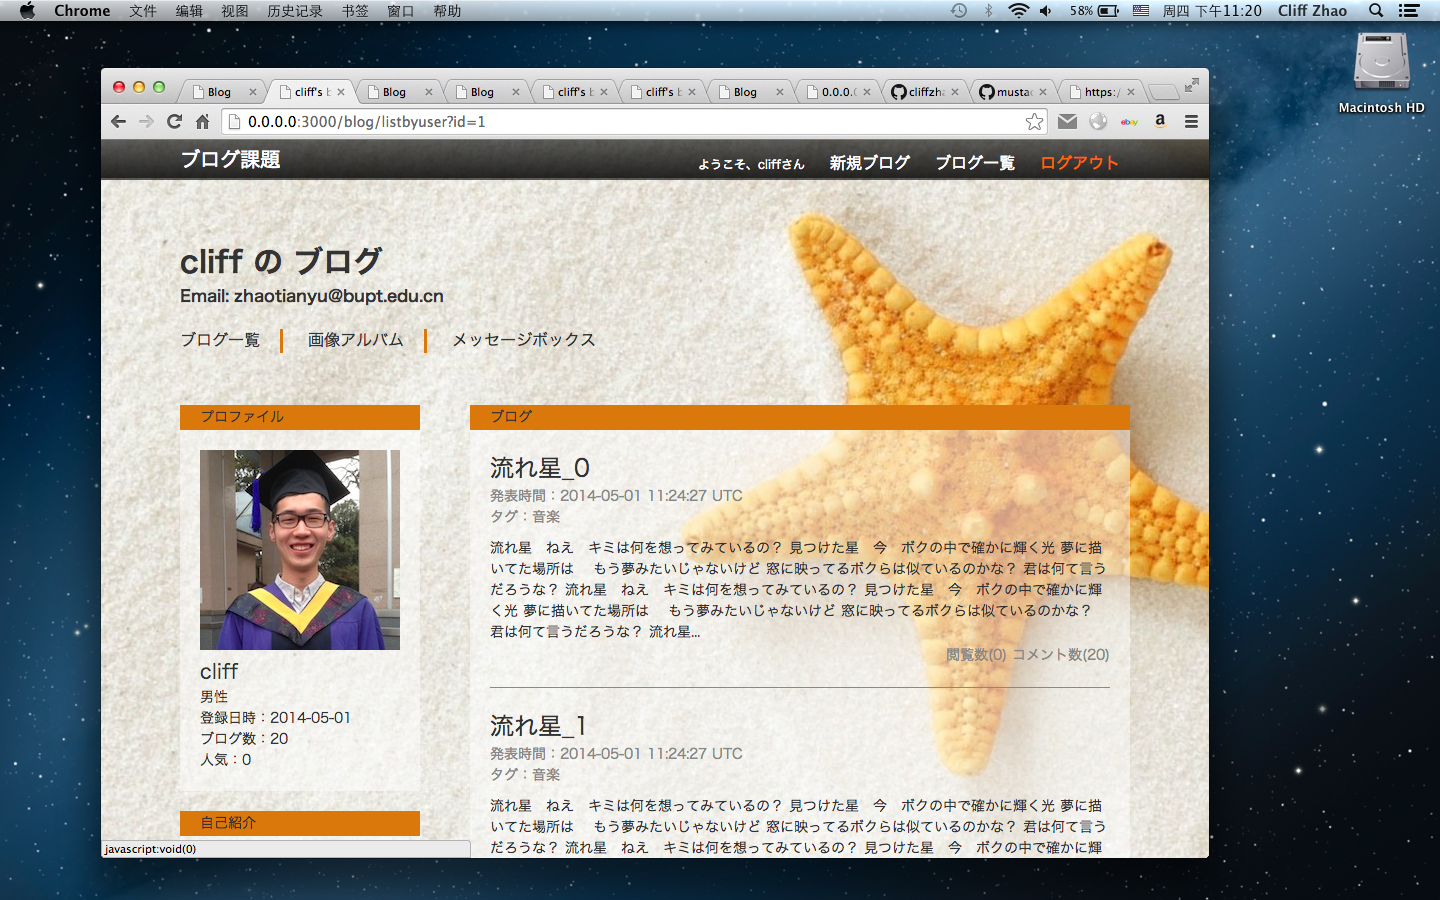 Chrome 文件 编辑 视图 历史记录 书签 窗口 帮助 58% 周四 下午11:20 Cliff Zhao
Macintosh HD
Blog cliff's b Blog Blog cliff's b cliff's b Blog 0.0.0.0 cliffzha mustac https:/
0.0.0.0:3000/blog/listbyuser?id=1 ebay a
ブログ課題 ようこそ、cliffさん 新規ブログ ブログ一覧 ログアウト
cliff の ブログ
Email: zhaotianyu@bupt.edu.cn
ブログ一覧 画像アルバム メッセージボックス
プロファイル
cliff
男性
登録日時：2014-05-01
ブログ数：20
人気：0
自己紹介
ブログ
流れ星_0
発表時間：2014-05-01 11:24:27 UTC
タグ：音楽
流れ星　ねえ　キミは何を想ってみているの？ 見つけた星　今　ボクの中で確かに輝く光 夢に描
いてた場所は　 もう夢みたいじゃないけど 窓に映ってるボクらは似ているのかな？ 君は何て言う
だろうな？ 流れ星　ねえ　キミは何を想ってみているの？ 見つけた星　今　ボクの中で確かに輝
く光 夢に描いてた場所は　 もう夢みたいじゃないけど 窓に映ってるボクらは似ているのかな？
君は何て言うだろうな？ 流れ星...
閲覧数(0) コメント数(20)
流れ星_1
発表時間：2014-05-01 11:24:27 UTC
タグ：音楽
流れ星　ねえ　キミは何を想ってみているの？ 見つけた星　今　ボクの中で確かに輝く光 夢に描
いてた場所は　 もう夢みたいじゃないけど 窓に映ってるボクらは似ているのかな？ 君は何て言う
だろうな？ 流れ星　ねえ　キミは何を想ってみているの？ 見つけた星　今　ボクの中で確かに輝
javascript:void(0)